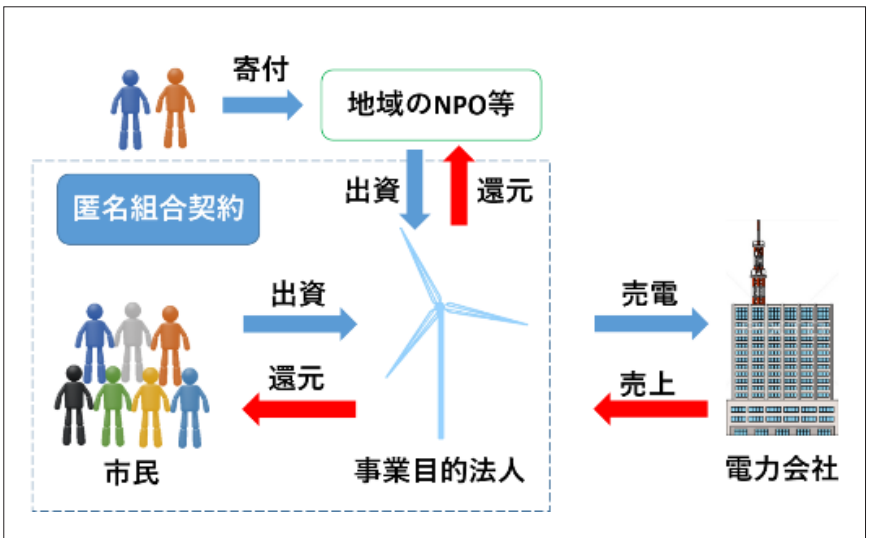 寄付
地域のNPO等
出資
還元
匿名組合契約
出資
還元
売電
売上
市民
事業目的法人
電力会社